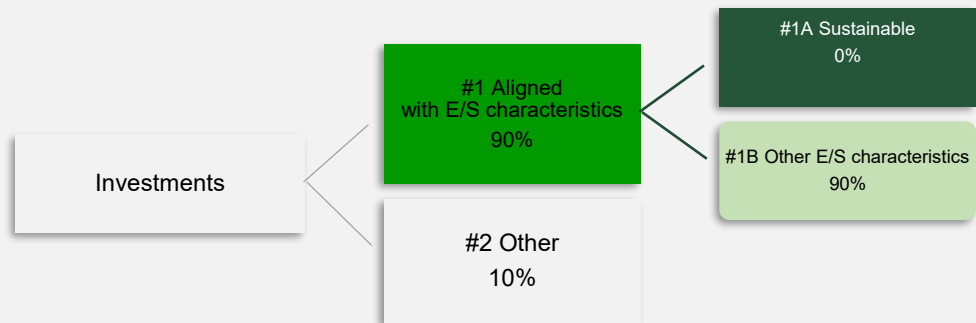 Investments
#1 Aligned
with E/S characteristics
90%
#2 Other
10%
#1A Sustainable
0%
#1B Other E/S characteristics
90%